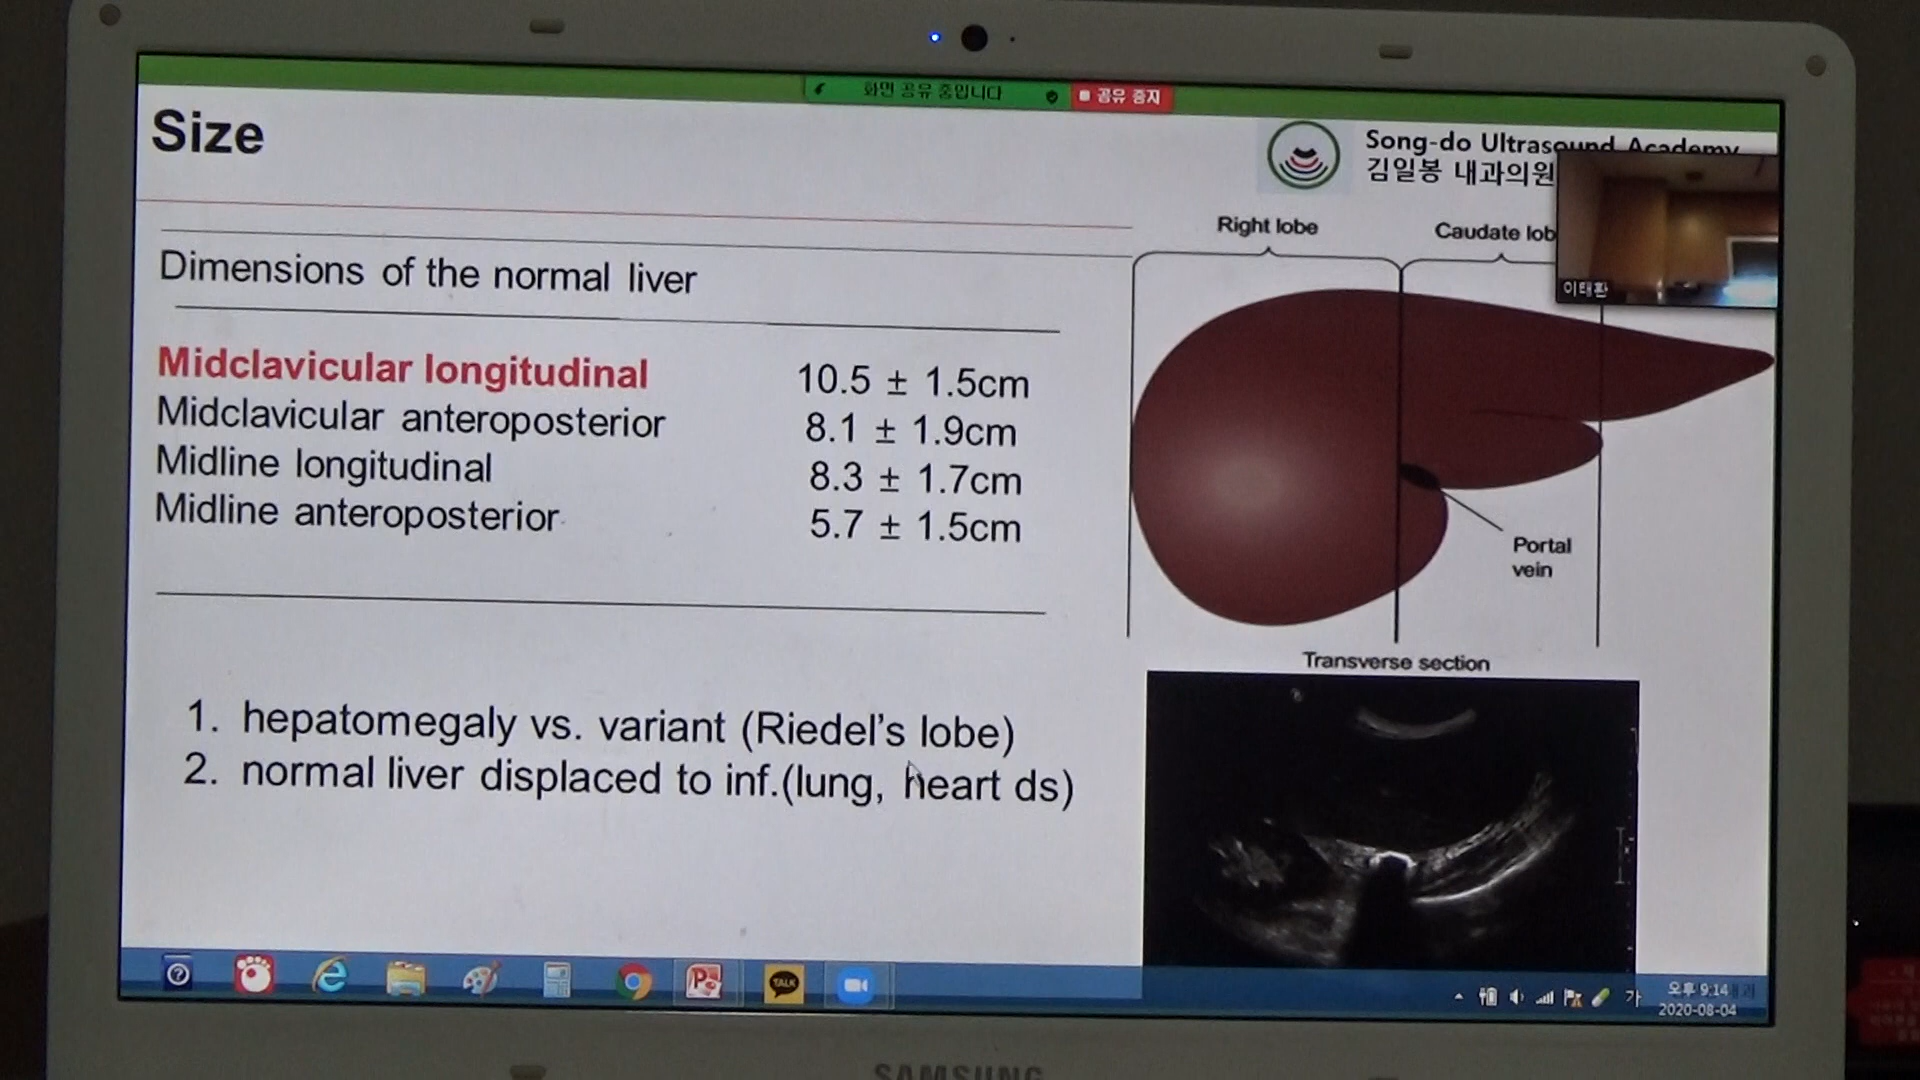 화면 공유 중입니다
공유 중지
Size
Song-do Ultrasound Academy
김일봉 내과의원
이태환
Right lobe
Caudate lob
Dimensions of the normal liver
Midclavicular longitudinal 10.5 ± 1.5cm
Midclavicular anteroposterior 8.1 ± 1.9cm
Midline longitudinal 8.3 ± 1.7cm
Midline anteroposterior 5.7 ± 1.5cm
Portal
vein
Transverse section
1. hepatomegaly vs. variant (Riedel's lobe)
2. normal liver displaced to inf.(lung, heart ds)
TALK
가
오후 9:14
2020-08-04
SAMSUNG